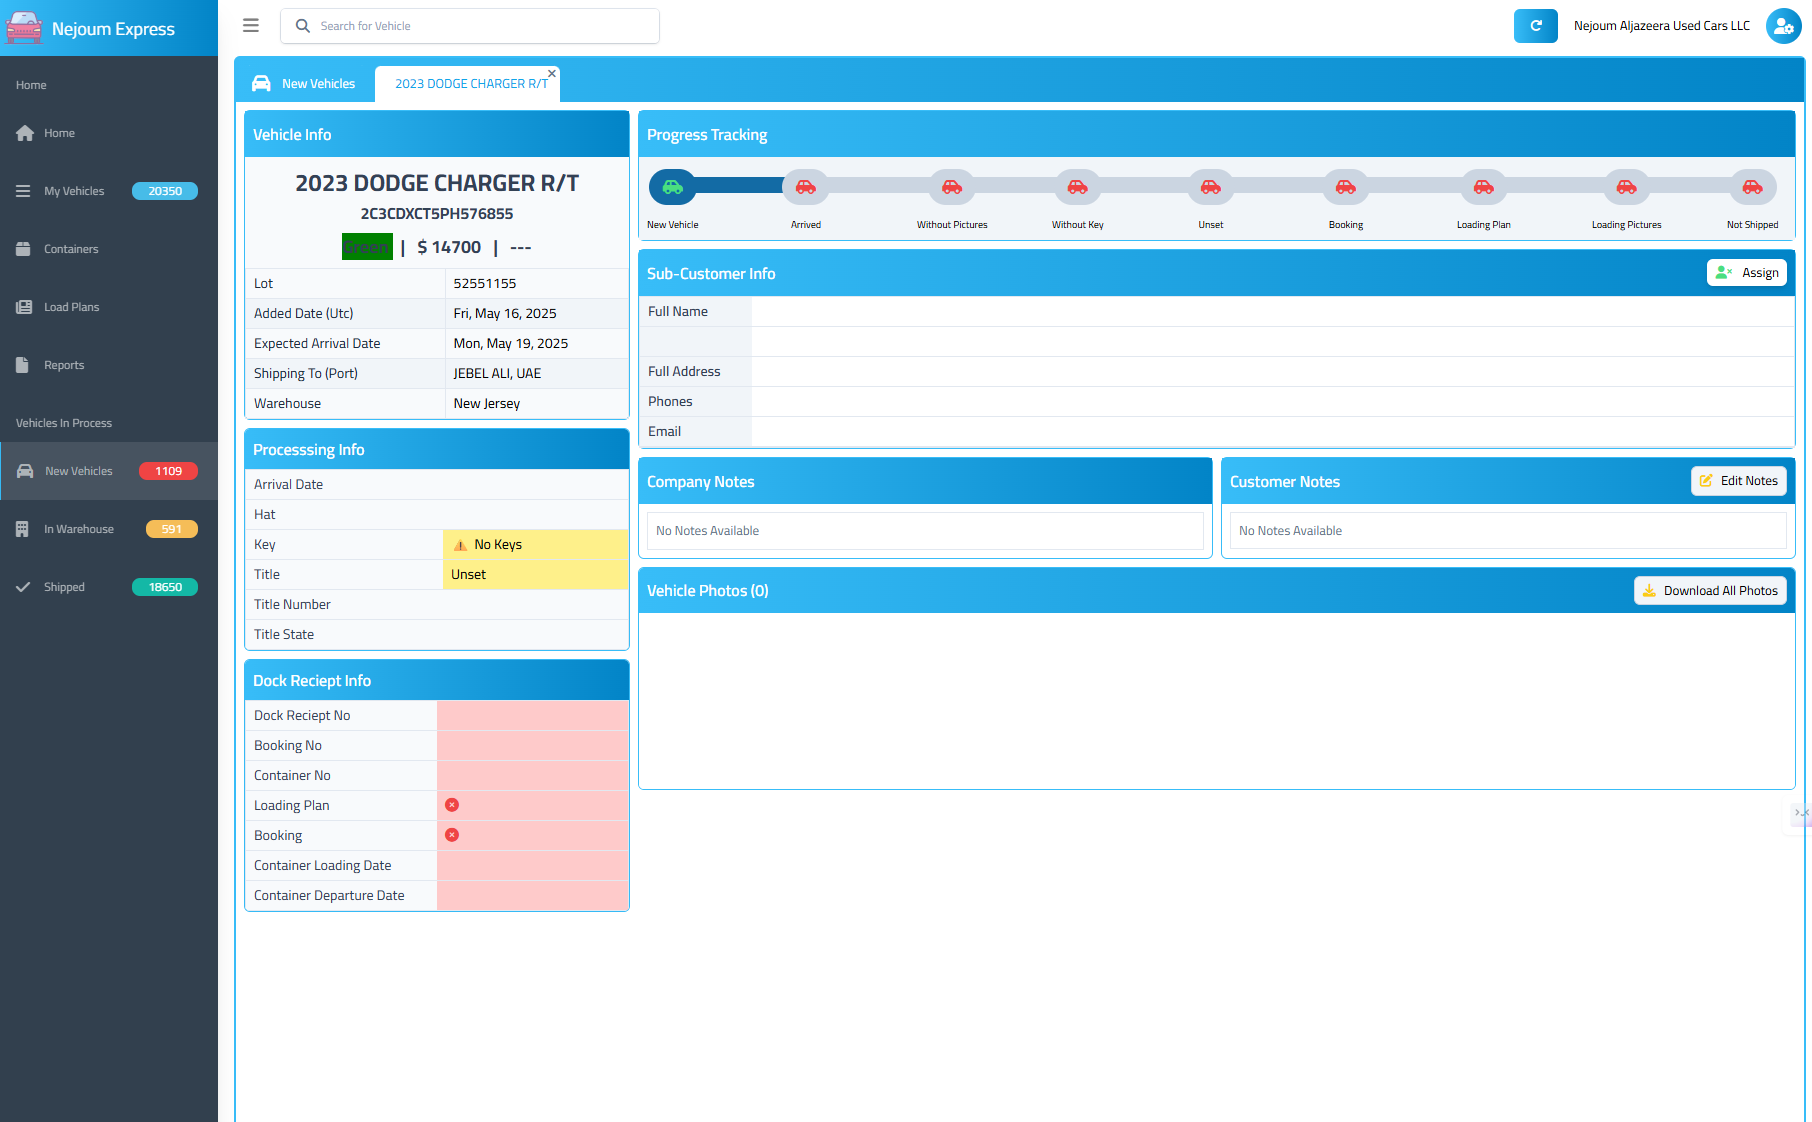 Nejoum Express
Search for Vehicle
Nejoum Aljazeera Used Cars LLC
Home
Home
My Vehicles 20350
Containers
Load Plans
Reports
Vehicles In Process
New Vehicles 1109
In Warehouse 591
Shipped 18650
New Vehicles
2023 DODGE CHARGER R/T
Vehicle Info
2023 DODGE CHARGER R/T
2C3CDXCT5PH576855
Green | $ 14700 | ---
Lot 52551155
Added Date (Utc) Fri, May 16, 2025
Expected Arrival Date Mon, May 19, 2025
Shipping To (Port) JEBEL ALI, UAE
Warehouse New Jersey
Processsing Info
Arrival Date
Hat
Key No Keys
Title Unset
Title Number
Title State
Dock Reciept Info
Dock Reciept No
Booking No
Container No
Loading Plan
Booking
Container Loading Date
Container Departure Date
Progress Tracking
New Vehicle Arrived Without Pictures Without Key Unset Booking Loading Plan Loading Pictures Not Shipped
Sub-Customer Info
Assign
Full Name
Full Address
Phones
Email
Company Notes
No Notes Available
Customer Notes
Edit Notes
No Notes Available
Vehicle Photos (0)
Download All Photos